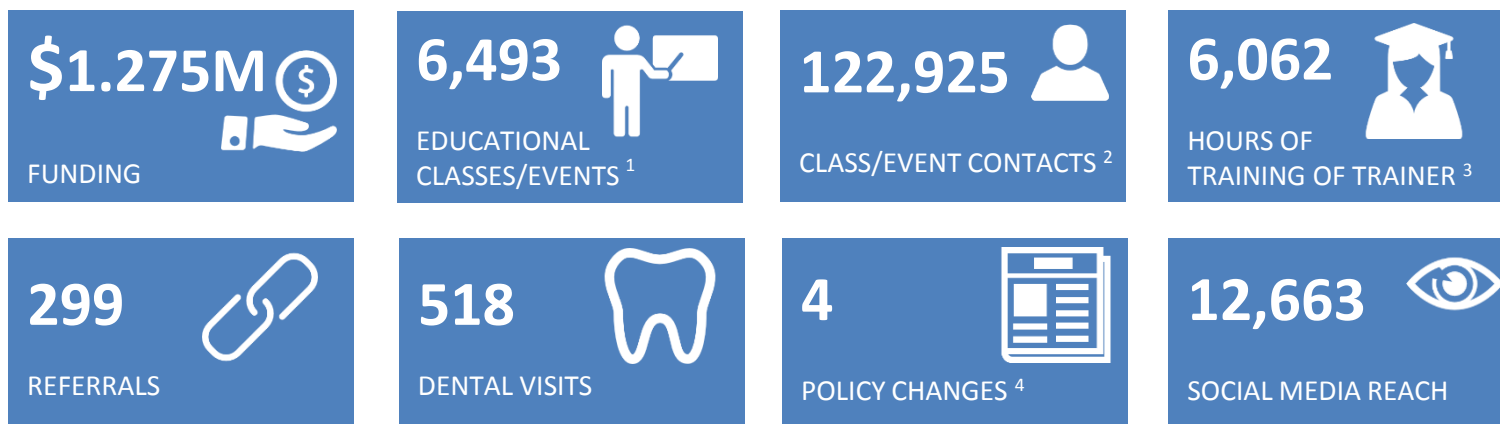 $1.275M
$
FUNDING
6,493
EDUCATIONAL
CLASSES/EVENTS 1
122,925
CLASS/EVENT CONTACTS 2
6,062
HOURS OF
TRAINING OF TRAINER 3
299
REFERRALS
518
DENTAL VISITS
4
POLICY CHANGES 4
12,663
SOCIAL MEDIA REACH